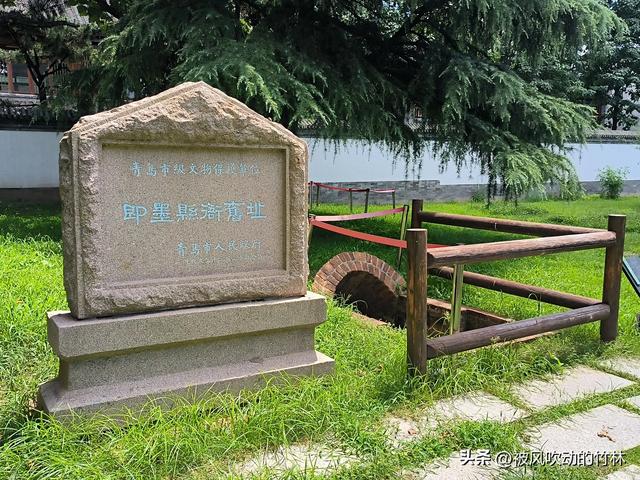 青岛市级文物保护单位
即墨縣衙舊址
青岛市人民政府
头条 @被风吹动的竹林